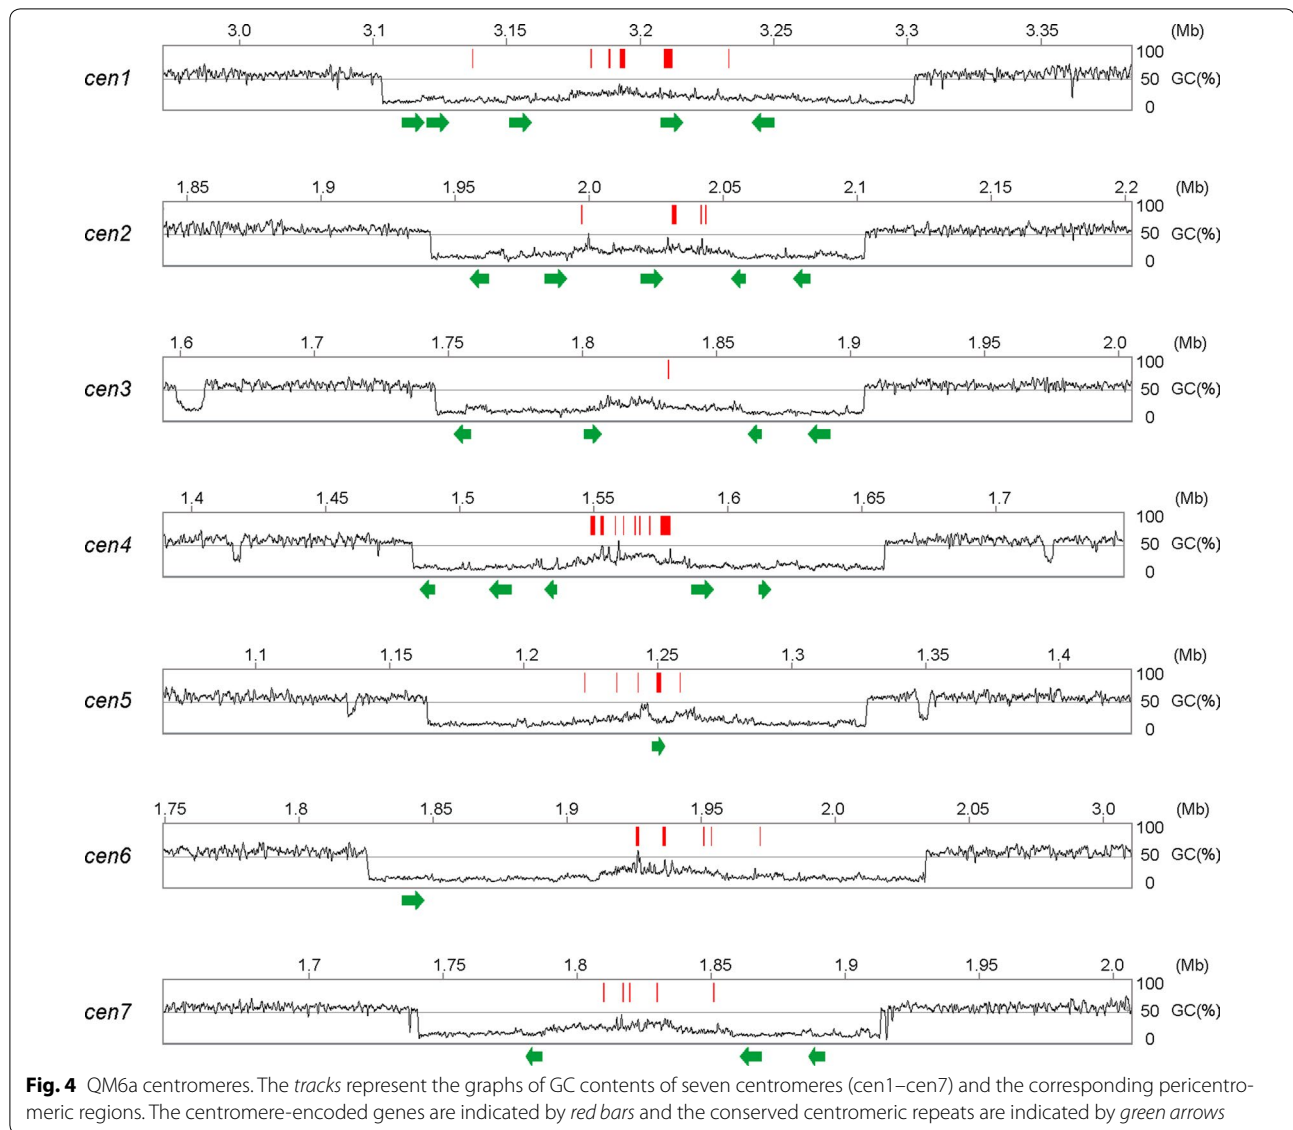 3.0 3.1 3.15 3.2 3.25 3.3 3.35 (Mb)
100
cen1 50 GC(%)
0
1.85 1.9 1.95 2.0 2.05 2.1 2.15 2.2 (Mb)
100
cen2 50 GC(%)
0
1.6 1.7 1.75 1.8 1.85 1.9 1.95 2.0 (Mb)
100
cen3 50 GC(%)
0
1.4 1.45 1.5 1.55 1.6 1.65 1.7 (Mb)
100
cen4 50 GC(%)
0
1.1 1.15 1.2 1.25 1.3 1.35 1.4 (Mb)
100
cen5 50 GC(%)
0
1.75 1.8 1.85 1.9 1.95 2.0 2.05 3.0 (Mb)
100
cen6 50 GC(%)
0
1.7 1.75 1.8 1.85 1.9 1.95 2.0 (Mb)
100
cen7 50 GC(%)
0
Fig. 4 QM6a centromeres. The tracks represent the graphs of GC contents of seven centromeres (cen1–cen7) and the corresponding pericentro-
meric regions. The centromere-encoded genes are indicated by red bars and the conserved centromeric repeats are indicated by green arrows